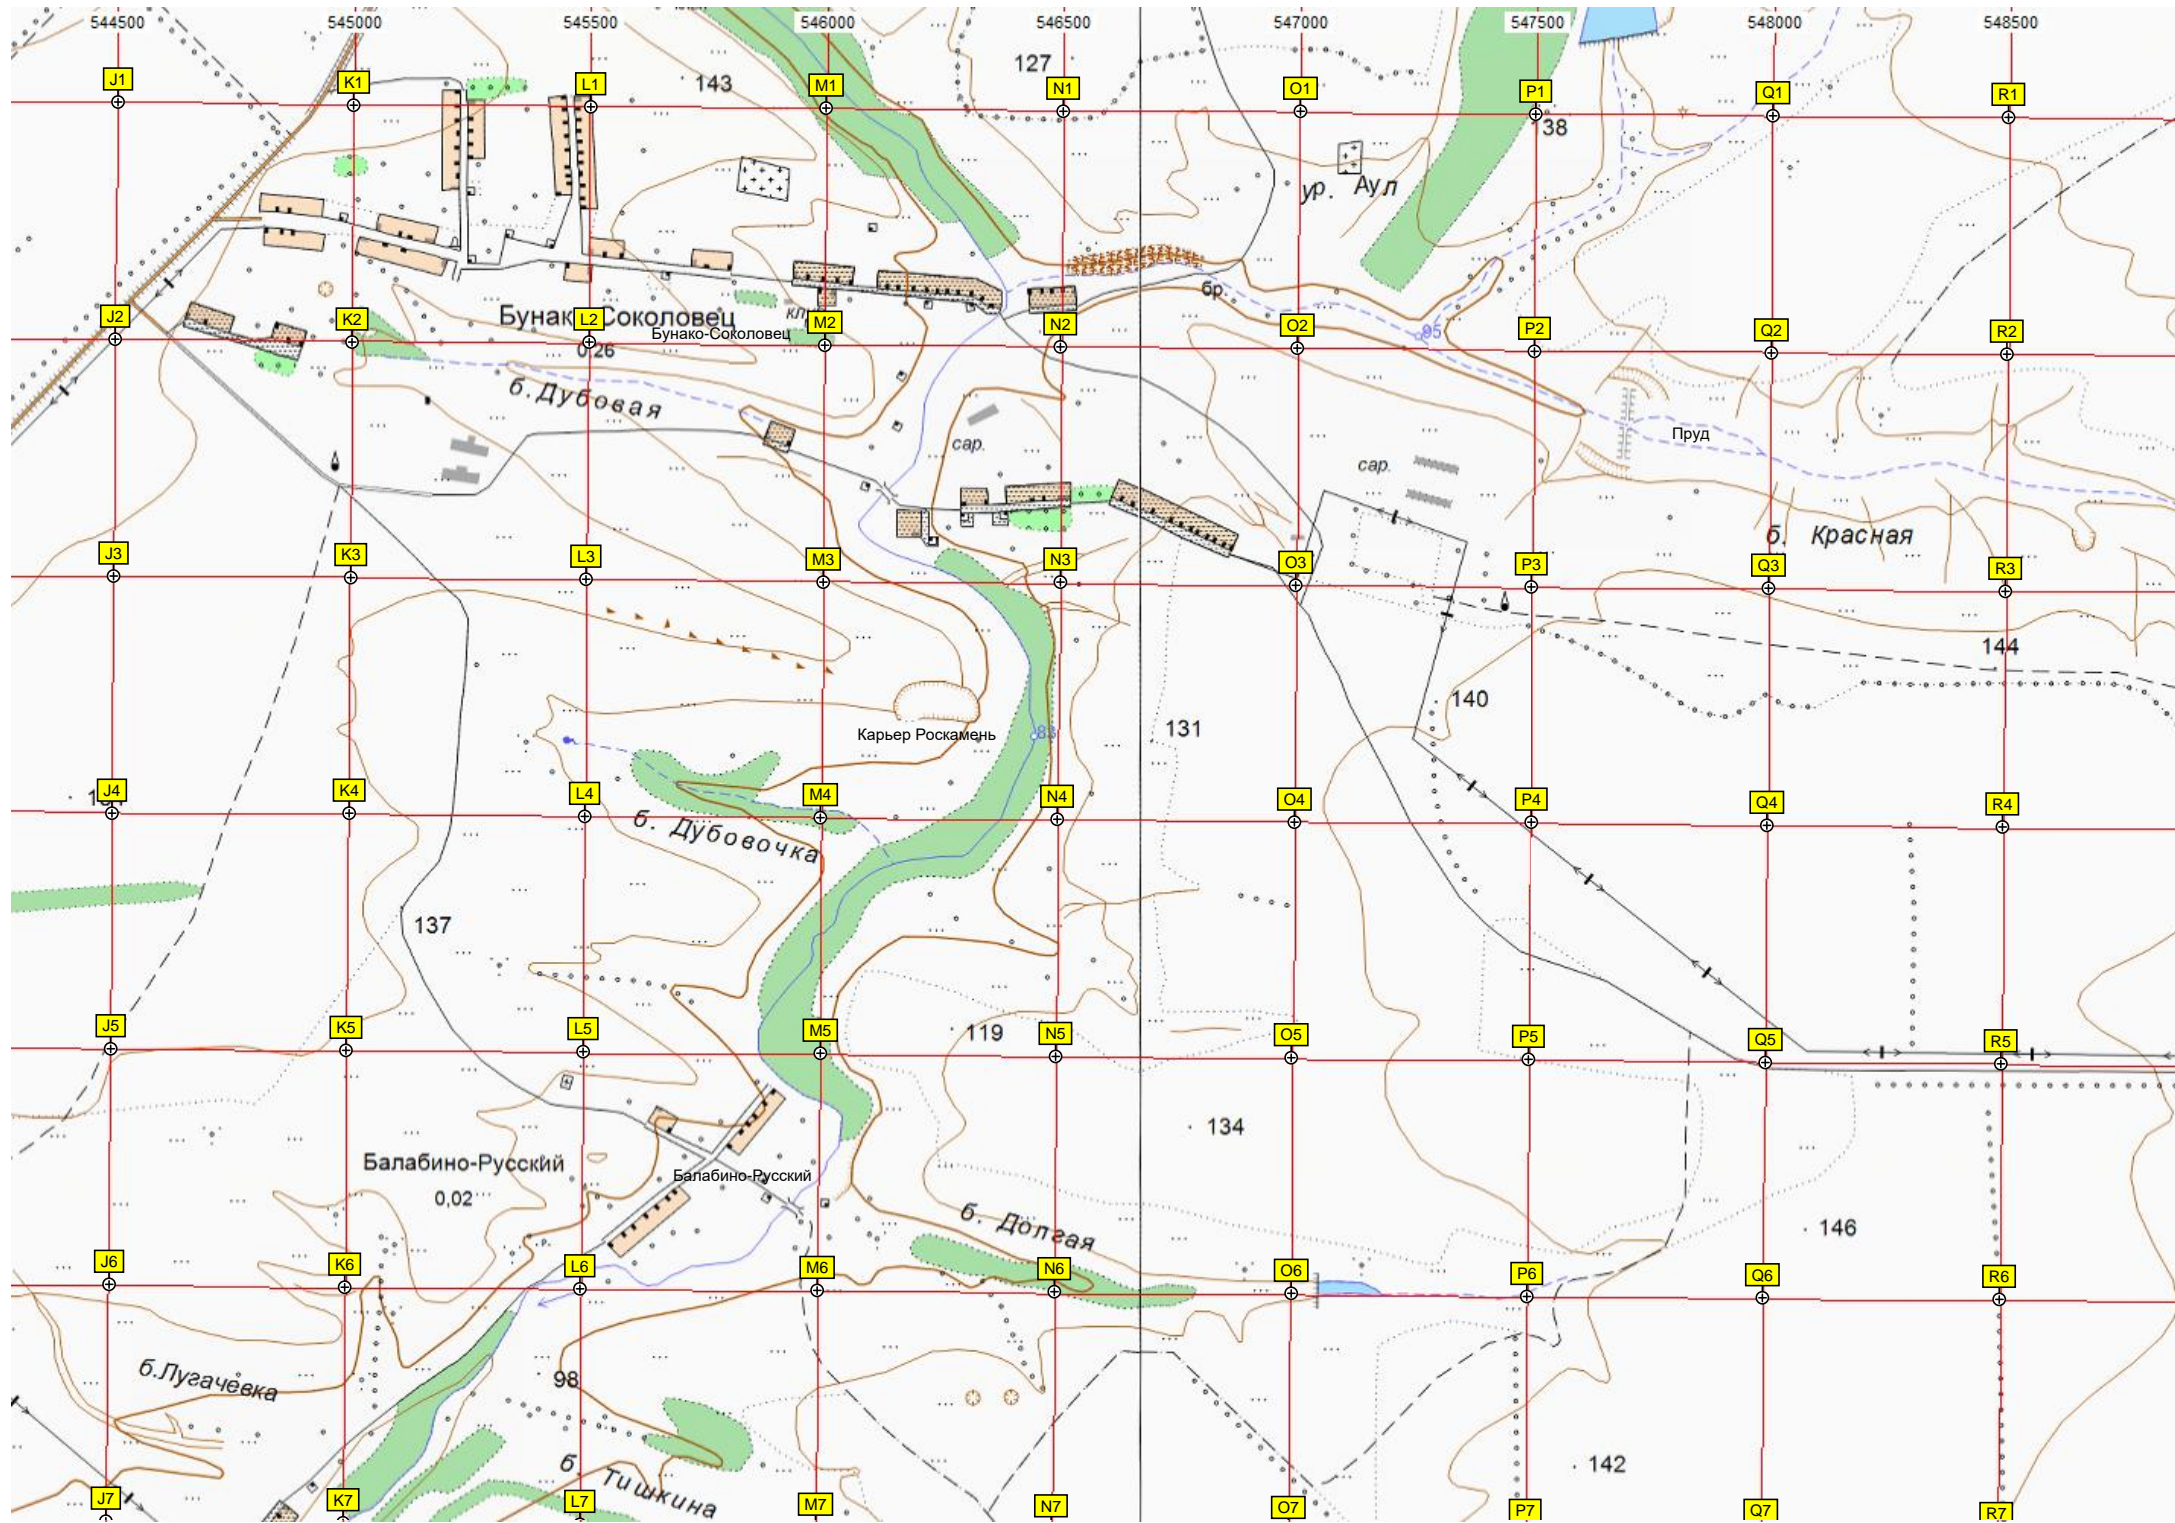 544500 545000 545500 546000 546500 547000 547500 548000 548500
J1 K1 L1 M1 N1 O1 P1 Q1 R1
143
127
38
ур. Аул
бр.
Бунако-Соколовец
Бунако-Соколовец
0.26
кл.
J2 K2 L2 M2 N2 O2 P2 Q2 R2
95
б. Дубовая
сар.
сар.
Пруд
б. Красная
J3 K3 L3 M3 N3 O3 P3 Q3 R3
144
140
131
Карьер Роскамень
83
J4 K4 L4 M4 N4 O4 P4 Q4 R4
б. Дубовочка
137
119
J5 K5 L5 M5 N5 O5 P5 Q5 R5
134
Балабино-Русский
Балабино-Русский
0,02
б. Долгая
146
J6 K6 L6 M6 N6 O6 P6 Q6 R6
б. Лугачевка
98
142
б. Тишкина
J7 K7 L7 M7 N7 O7 P7 Q7 R7